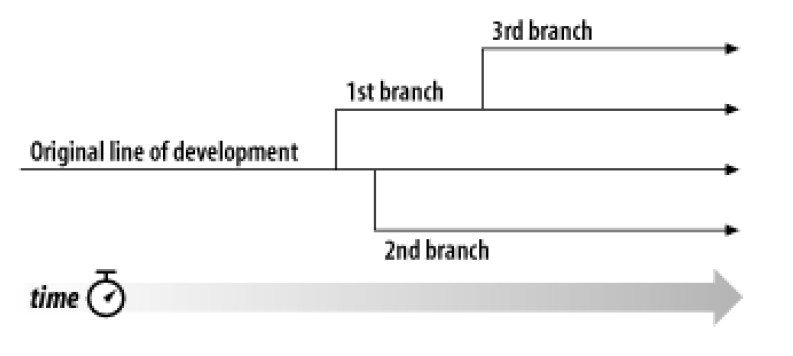 3rd branch
1st branch
Original line of development
2nd branch
time